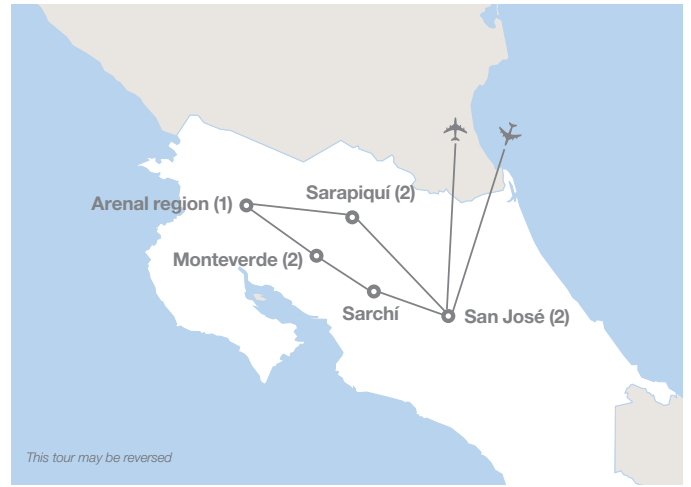 Arenal region (1)
Sarapiquí (2)
Monteverde (2)
Sarchí
San José (2)
This tour may be reversed